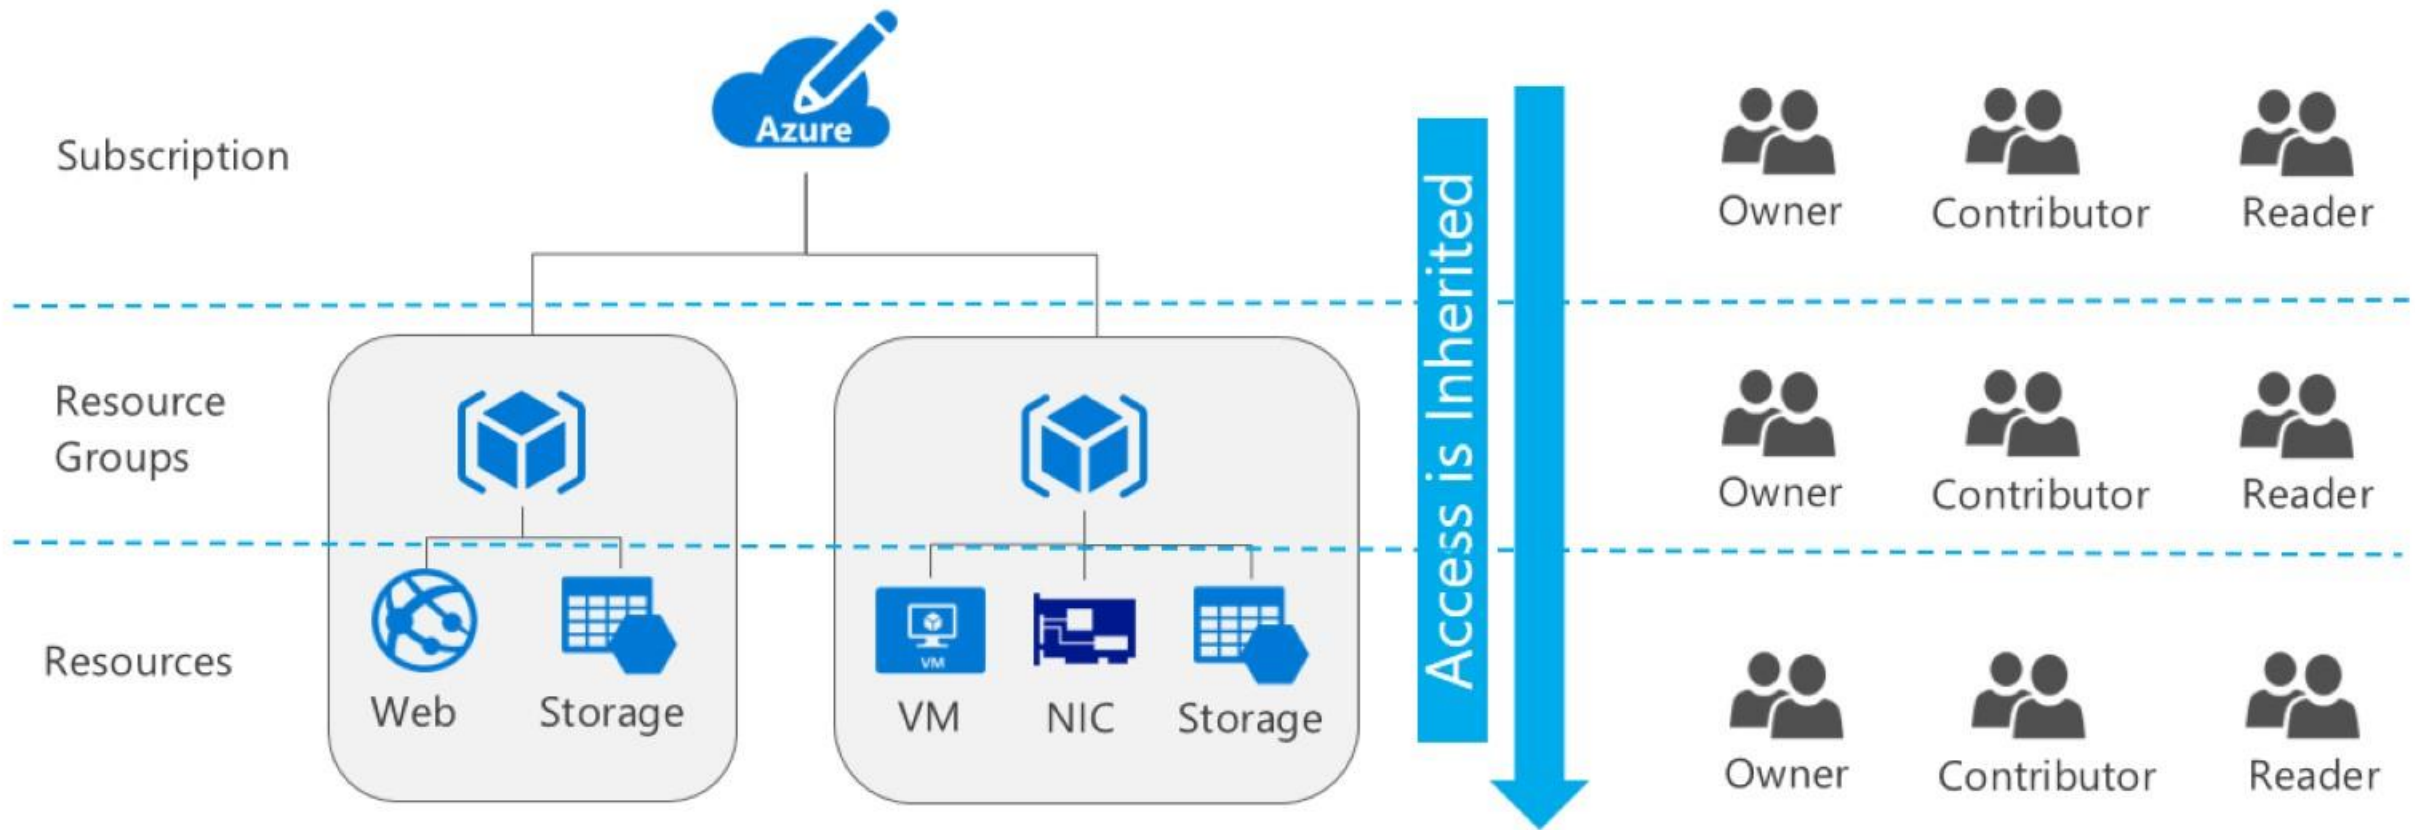 Azure
Subscription
Owner
Contributor
Reader
Access is Inherited
Resource
Groups
Owner
Contributor
Reader
Resources
VM
Web
Storage
VM
NIC
Storage
Owner
Contributor
Reader